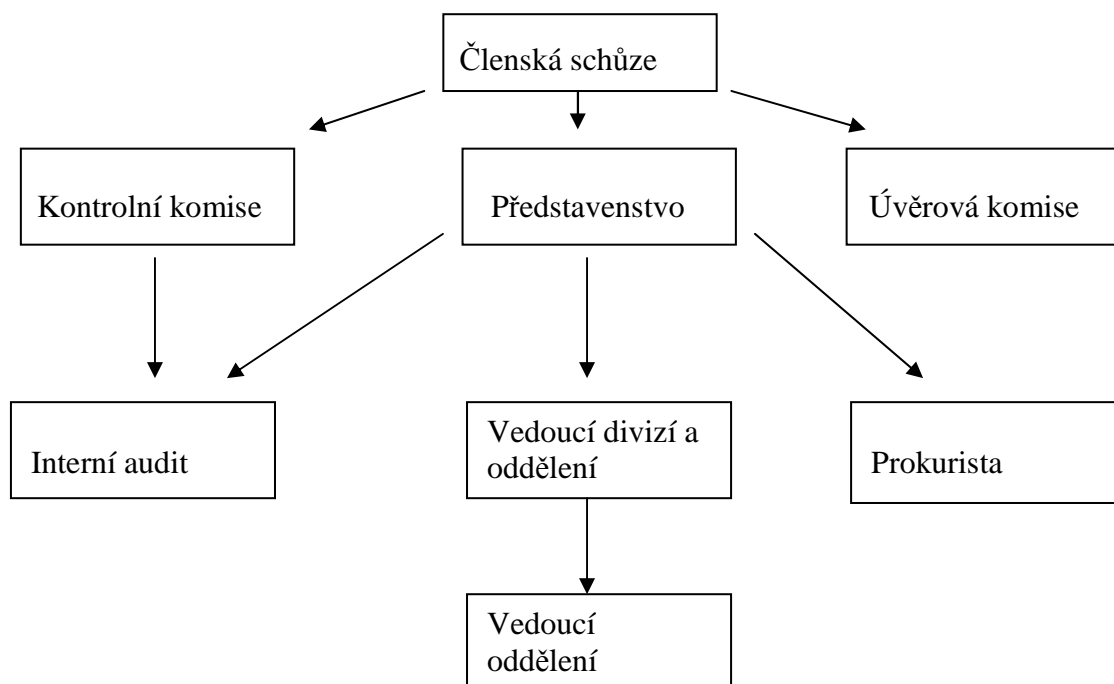 Členská schůze
Kontrolní komise
Představenstvo
Úvěrová komise
Interní audit
Vedoucí divizí a
oddělení
Prokurista
Vedoucí
oddělení